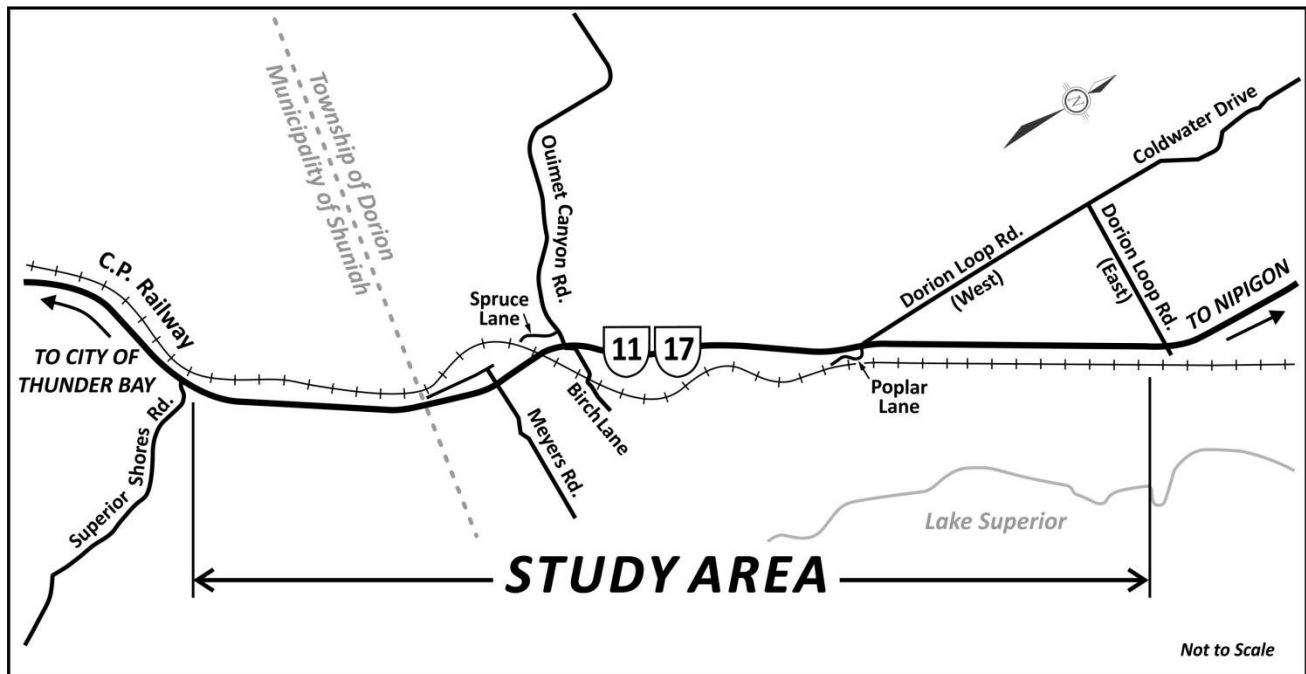 Township of Dorion
Municipality of Shuniah
N
Coldwater Drive
Ouimet Canyon Rd.
C.P. Railway
Spruce
Lane
Dorion Loop Rd.
(West)
Dorion Loop Rd.
(East)
TO NIPIGON
TO CITY OF
THUNDER BAY
11
17
Poplar
Lane
Birch Lane
Meyers Rd.
Superior Shores Rd.
Lake Superior
STUDY AREA
Not to Scale